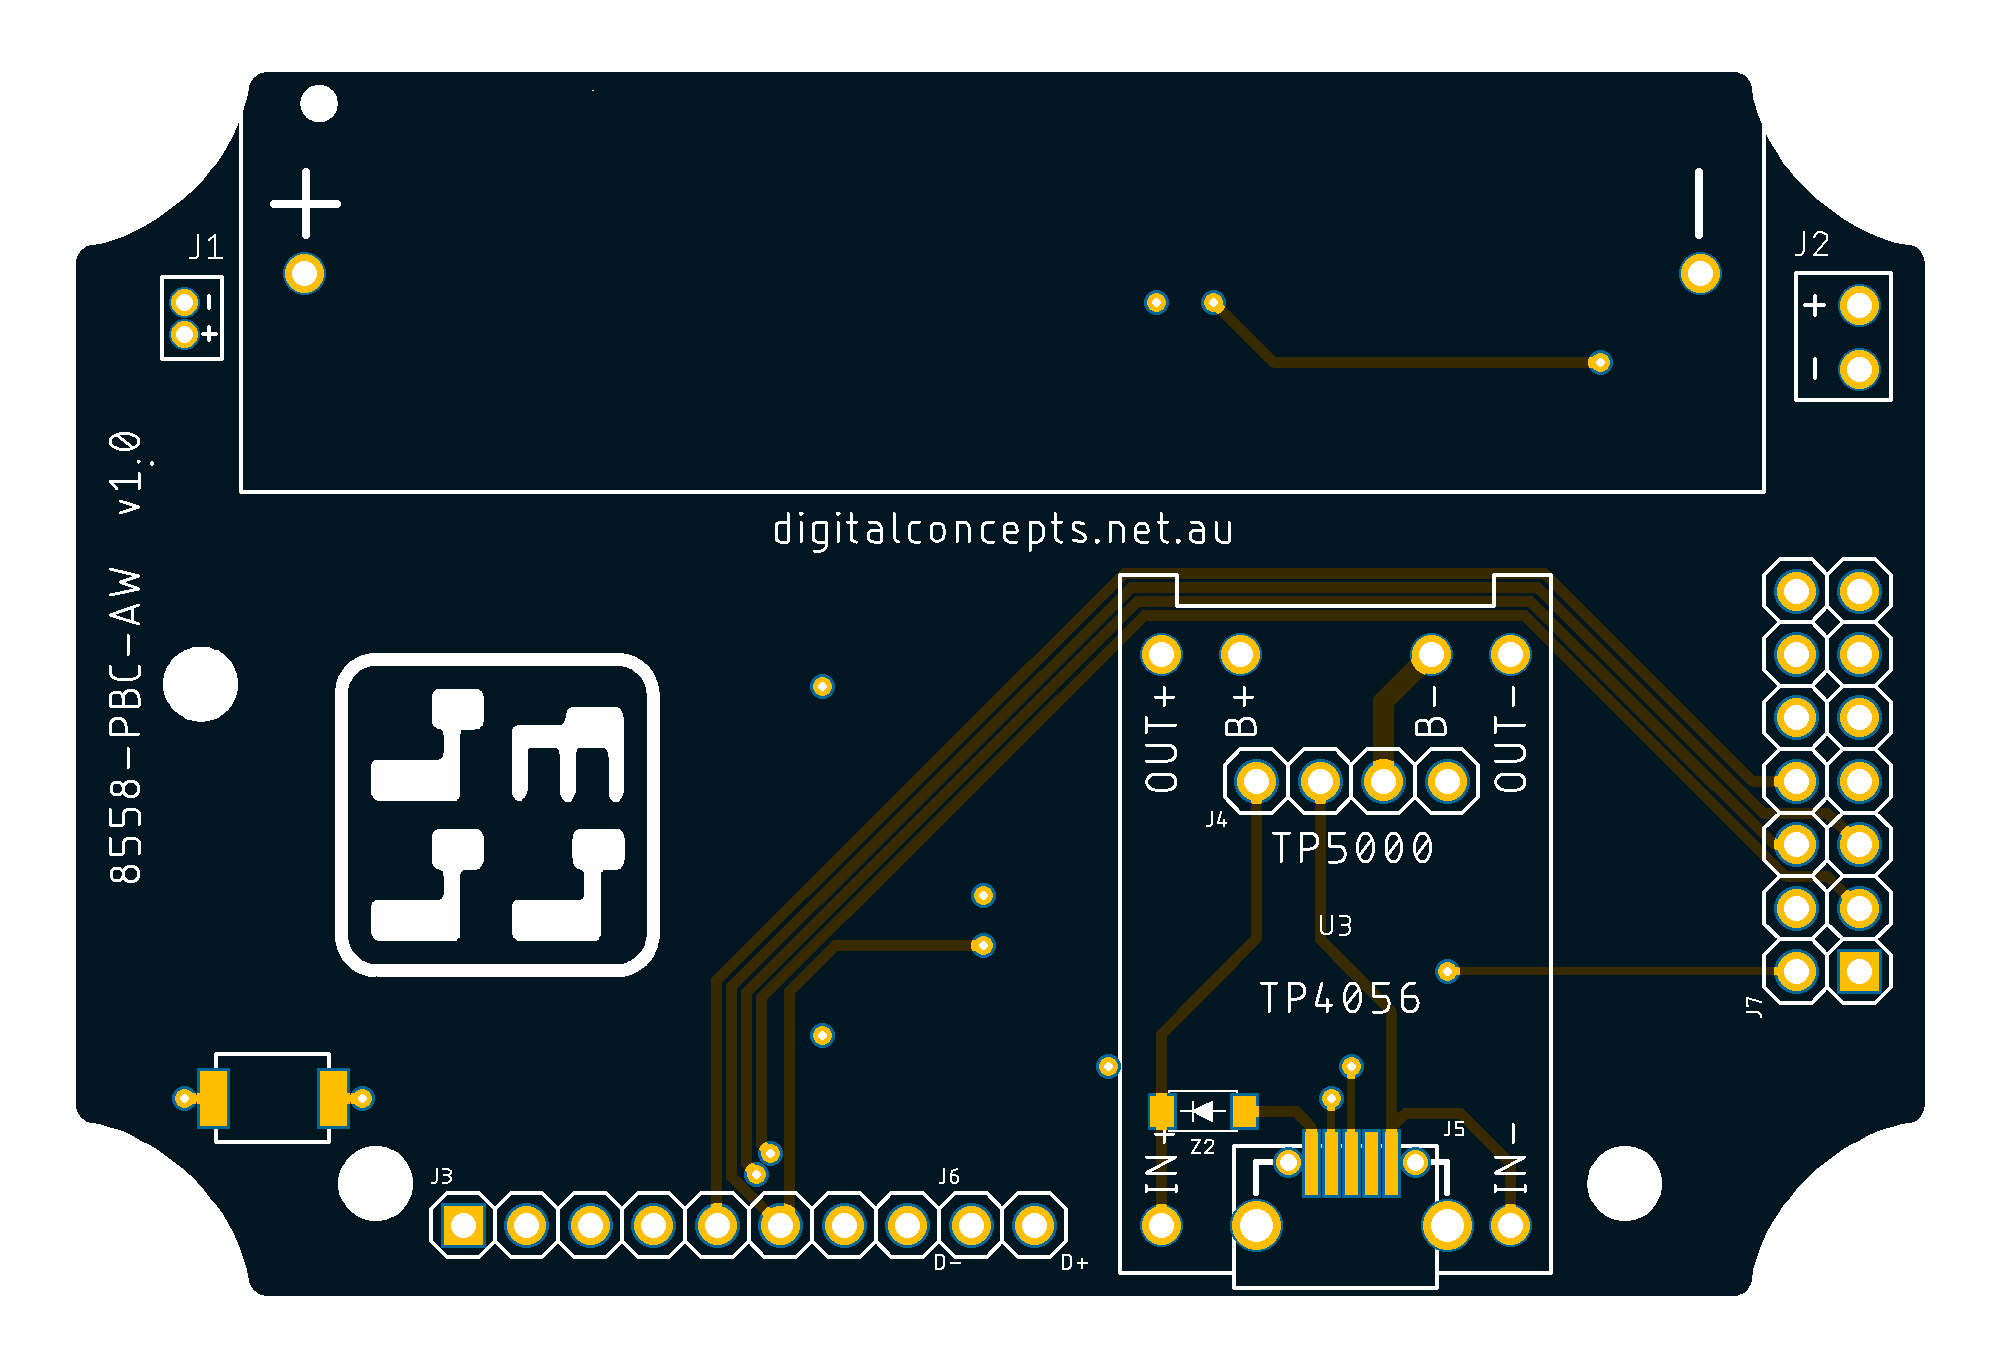 + -
J1
-
+
J2
+
-
8558-PBC-AW v1.0
digitalconcepts.net.au
OUT+ B+ B- OUT-
J4
TP5000
U3
TP4056
J7
Z2
J5
IN+ IN-
J3
J6
D- D+